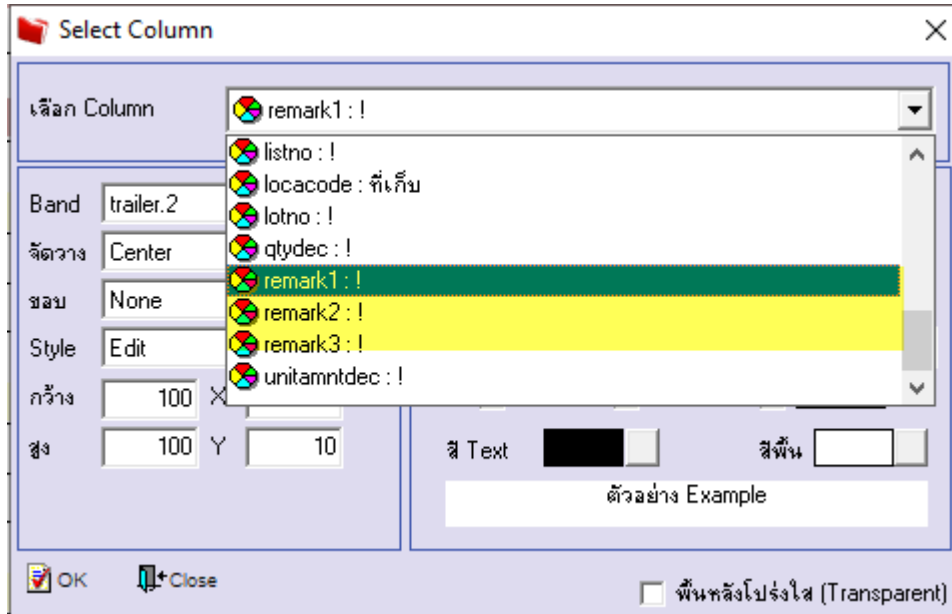 Select Column
เลือก Column
remark1 : !
listno : !
locacode : ที่เก็บ
lotno : !
qtydec : !
remark1 : !
remark2 : !
remark3 : !
unitamntdec : !
Band trailer.2
จัดวาง Center
ขอบ None
Style Edit
กว้าง 100 X
สูง 100 Y 10
สี Text สีพื้น
ตัวอย่าง Example
OK Close
พื้นหลังโปร่งใส (Transparent)